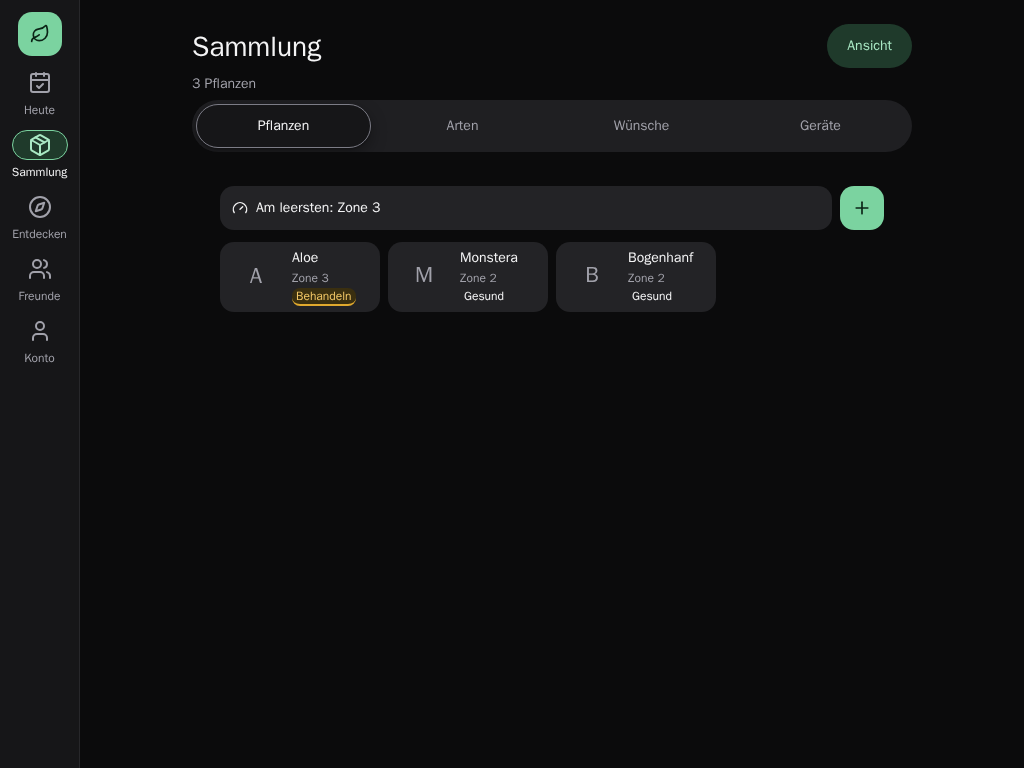 Heute
Sammlung
Entdecken
Freunde
Konto
Sammlung
Ansicht
3 Pflanzen
Pflanzen
Arten
Wünsche
Geräte
Am leersten: Zone 3
A
Aloe
Zone 3
Behandeln
M
Monstera
Zone 2
Gesund
B
Bogenhanf
Zone 2
Gesund